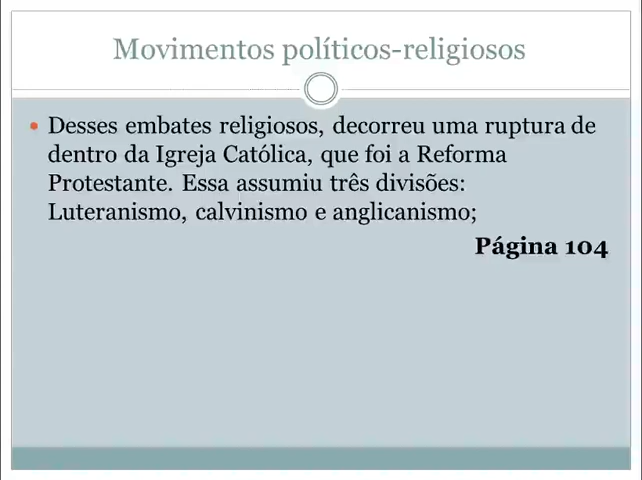 Movimentos políticos-religiosos
• Desses embates religiosos, decorreu uma ruptura de
dentro da Igreja Católica, que foi a Reforma
Protestante. Essa assumiu três divisões:
Luteranismo, calvinismo e anglicanismo;
Página 104